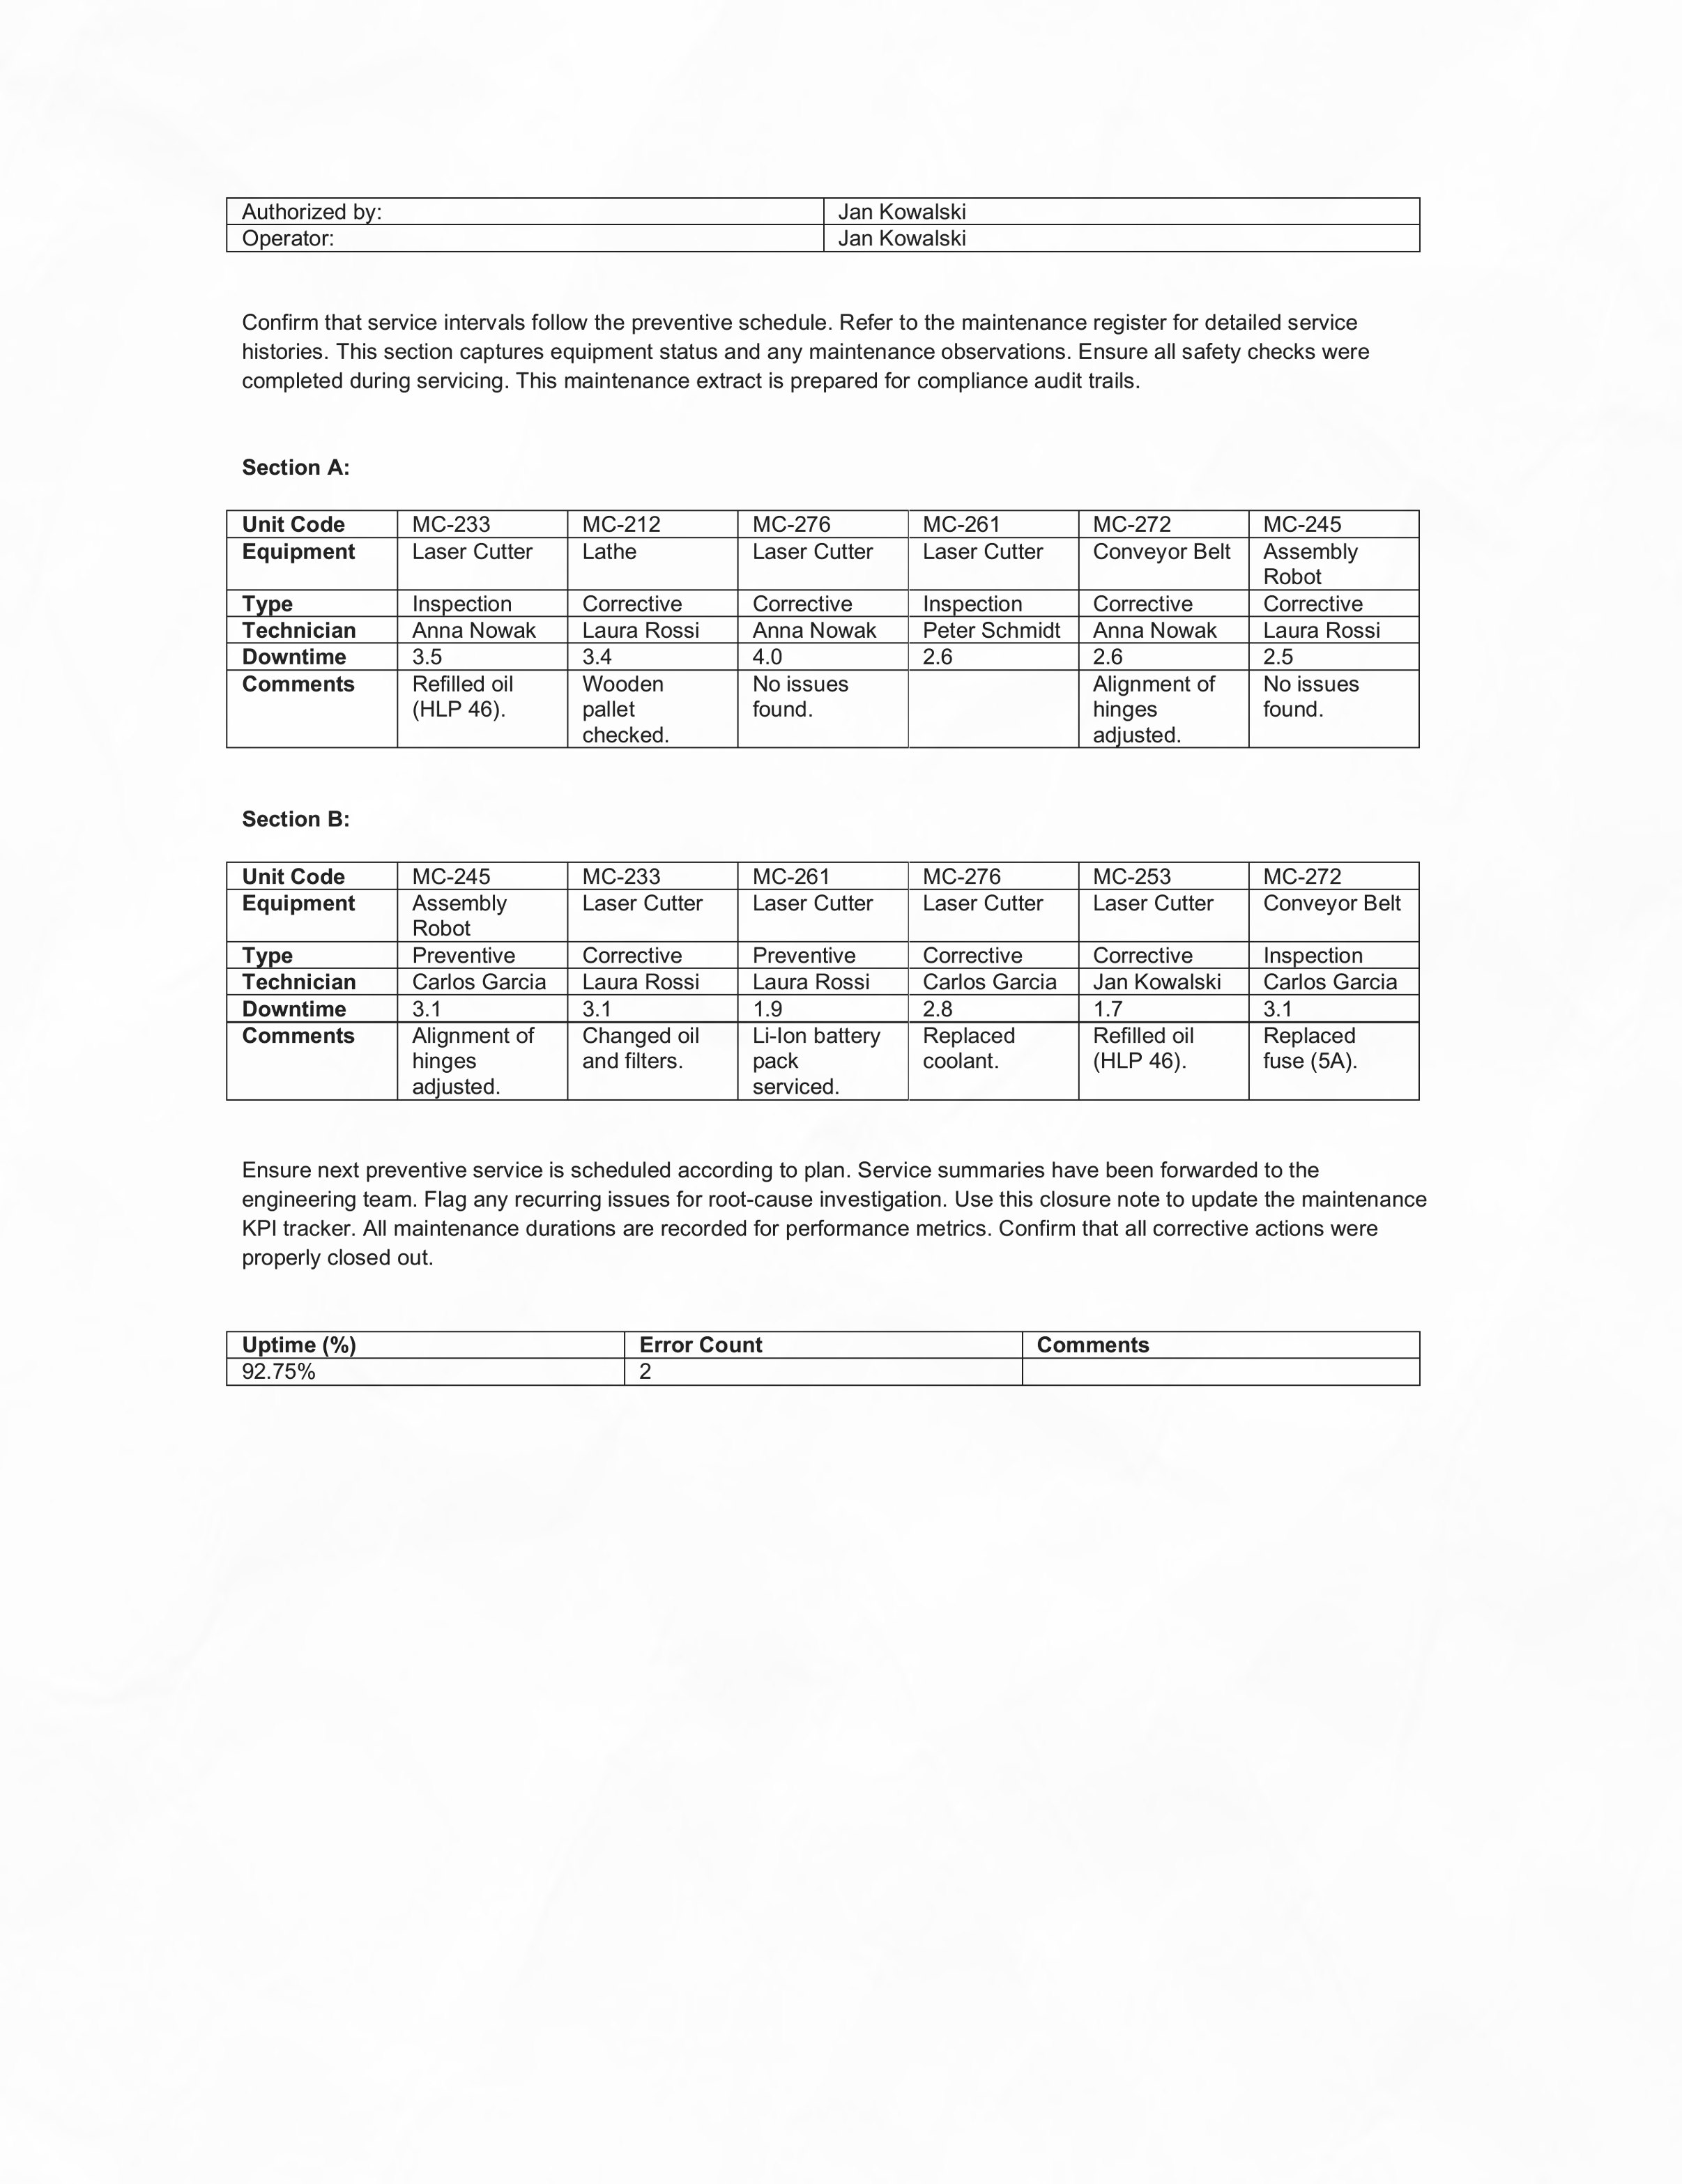 Authorized by: Jan Kowalski
Operator: Jan Kowalski
Confirm that service intervals follow the preventive schedule. Refer to the maintenance register for detailed service
histories. This section captures equipment status and any maintenance observations. Ensure all safety checks were
completed during servicing. This maintenance extract is prepared for compliance audit trails.
Section A:
Unit Code MC-233 MC-212 MC-276 MC-261 MC-272 MC-245
Equipment Laser Cutter Lathe Laser Cutter Laser Cutter Conveyor Belt Assembly
Robot
Type Inspection Corrective Corrective Inspection Corrective Corrective
Technician Anna Nowak Laura Rossi Anna Nowak Peter Schmidt Anna Nowak Laura Rossi
Downtime 3.5 3.4 4.0 2.6 2.6 2.5
Comments Refilled oil Wooden No issues Alignment of No issues
(HLP 46). pallet found. hinges found.
checked. adjusted.
Section B:
Unit Code MC-245 MC-233 MC-261 MC-276 MC-253 MC-272
Equipment Assembly Laser Cutter Laser Cutter Laser Cutter Laser Cutter Conveyor Belt
Robot
Type Preventive Corrective Preventive Corrective Corrective Inspection
Technician Carlos Garcia Laura Rossi Laura Rossi Carlos Garcia Jan Kowalski Carlos Garcia
Downtime 3.1 3.1 1.9 2.8 1.7 3.1
Comments Alignment of Changed oil Li-Ion battery Replaced Refilled oil Replaced
hinges and filters. pack coolant. (HLP 46). fuse (5A).
adjusted. serviced.
Ensure next preventive service is scheduled according to plan. Service summaries have been forwarded to the
engineering team. Flag any recurring issues for root-cause investigation. Use this closure note to update the maintenance
KPI tracker. All maintenance durations are recorded for performance metrics. Confirm that all corrective actions were
properly closed out.
Uptime (%) Error Count Comments
92.75% 2